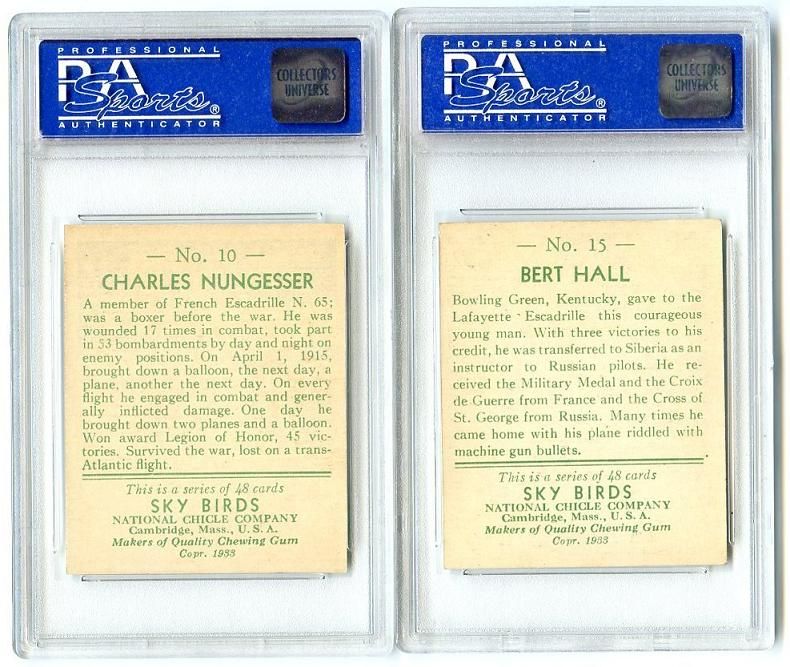 PROFESSIONAL
PSA
Sports®
AUTHENTICATOR
COLLECTORS
UNIVERSE
— No. 10 —
CHARLES NUNGESSER
A member of French Escadrille N. 65;
was a boxer before the war. He was
wounded 17 times in combat, took part
in 53 bombardments by day and night on
enemy positions. On April 1, 1915,
brought down a balloon, the next day, a
plane, another the next day. On every
flight he engaged in combat and gener-
ally inflicted damage. One day he
brought down two planes and a balloon.
Won award Legion of Honor, 45 vic-
tories. Survived the war, lost on a trans-
Atlantic flight.
This is a series of 48 cards
SKY BIRDS
NATIONAL CHICLE COMPANY
Cambridge, Mass., U. S. A.
Makers of Quality Chewing Gum
Copr. 1933
PROFESSIONAL
PSA
Sports®
AUTHENTICATOR
COLLECTORS
UNIVERSE
— No. 15 —
BERT HALL
Bowling Green, Kentucky, gave to the
Lafayette Escadrille this courageous
young man. With three victories to his
credit, he was transferred to Siberia as an
instructor to Russian pilots. He re-
ceived the Military Medal and the Croix
de Guerre from France and the Cross of
St. George from Russia. Many times he
came home with his plane riddled with
machine gun bullets.
This is a series of 48 cards
SKY BIRDS
NATIONAL CHICLE COMPANY
Cambridge, Mass., U. S. A.
Makers of Quality Chewing Gum
Copr. 1933